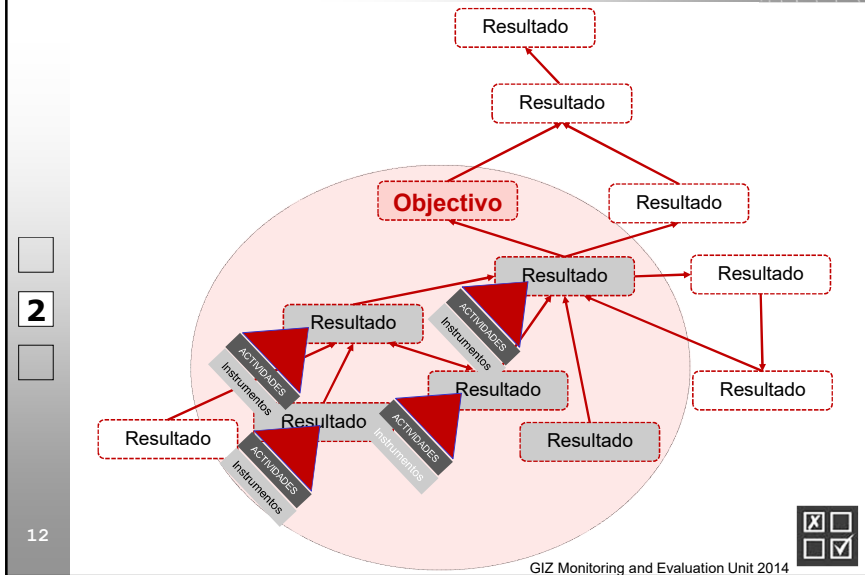 Resultado
Resultado
Objectivo
Resultado
Resultado
Resultado
2
Resultado
ACTIVIDADES
Instrumentos
ACTIVIDADES
Instrumentos
Resultado
Resultado
Resultado
ACTIVIDADES
Instrumentos
Resultado
Resultado
ACTIVIDADES
Instrumentos
12
GIZ Monitoring and Evaluation Unit 2014